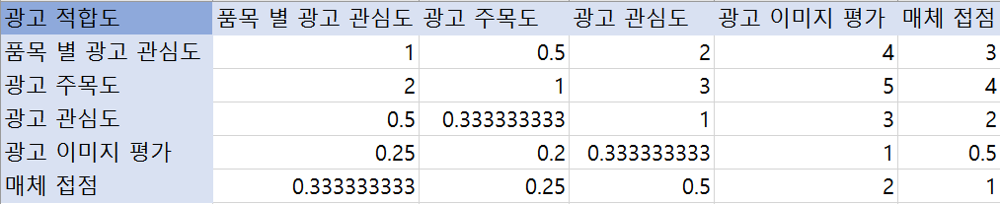 광고 적합도 품목 별 광고 관심도 광고 주목도 광고 관심도 광고 이미지 평가 매체 접점
품목 별 광고 관심도 1 0.5 2 4 3
광고 주목도 2 1 3 5 4
광고 관심도 0.5 0.333333333 1 3 2
광고 이미지 평가 0.25 0.2 0.333333333 1 0.5
매체 접점 0.333333333 0.25 0.5 2 1